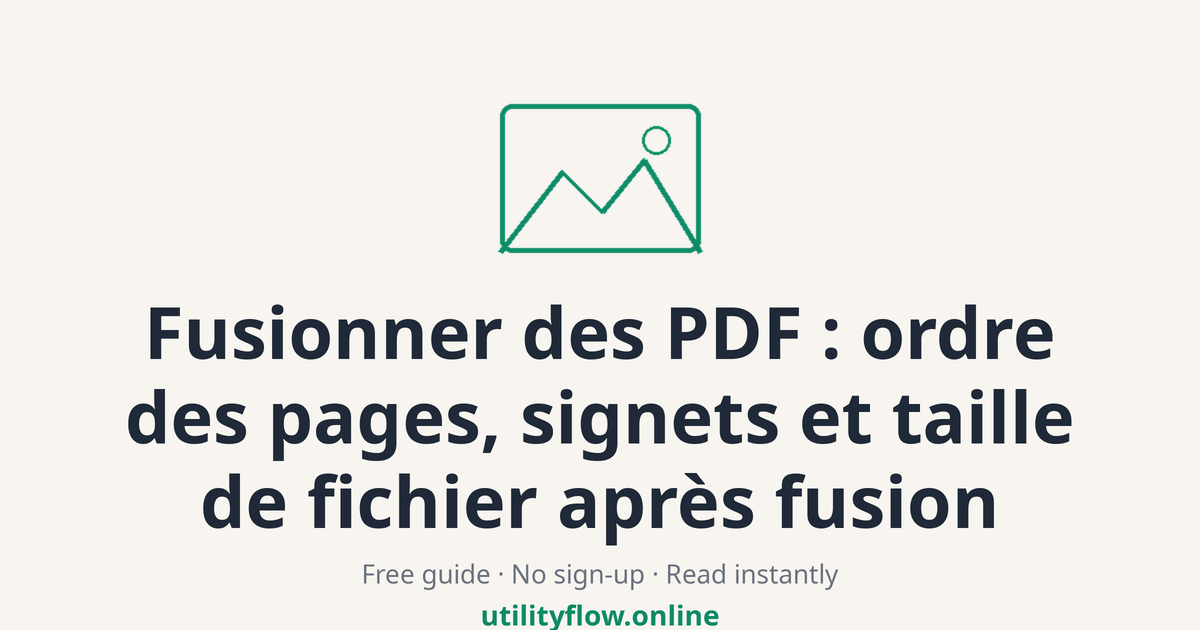 Fusionner des PDF : ordre
des pages, signets et taille
de fichier après fusion
Free guide · No sign-up · Read instantly
utilityflow.online